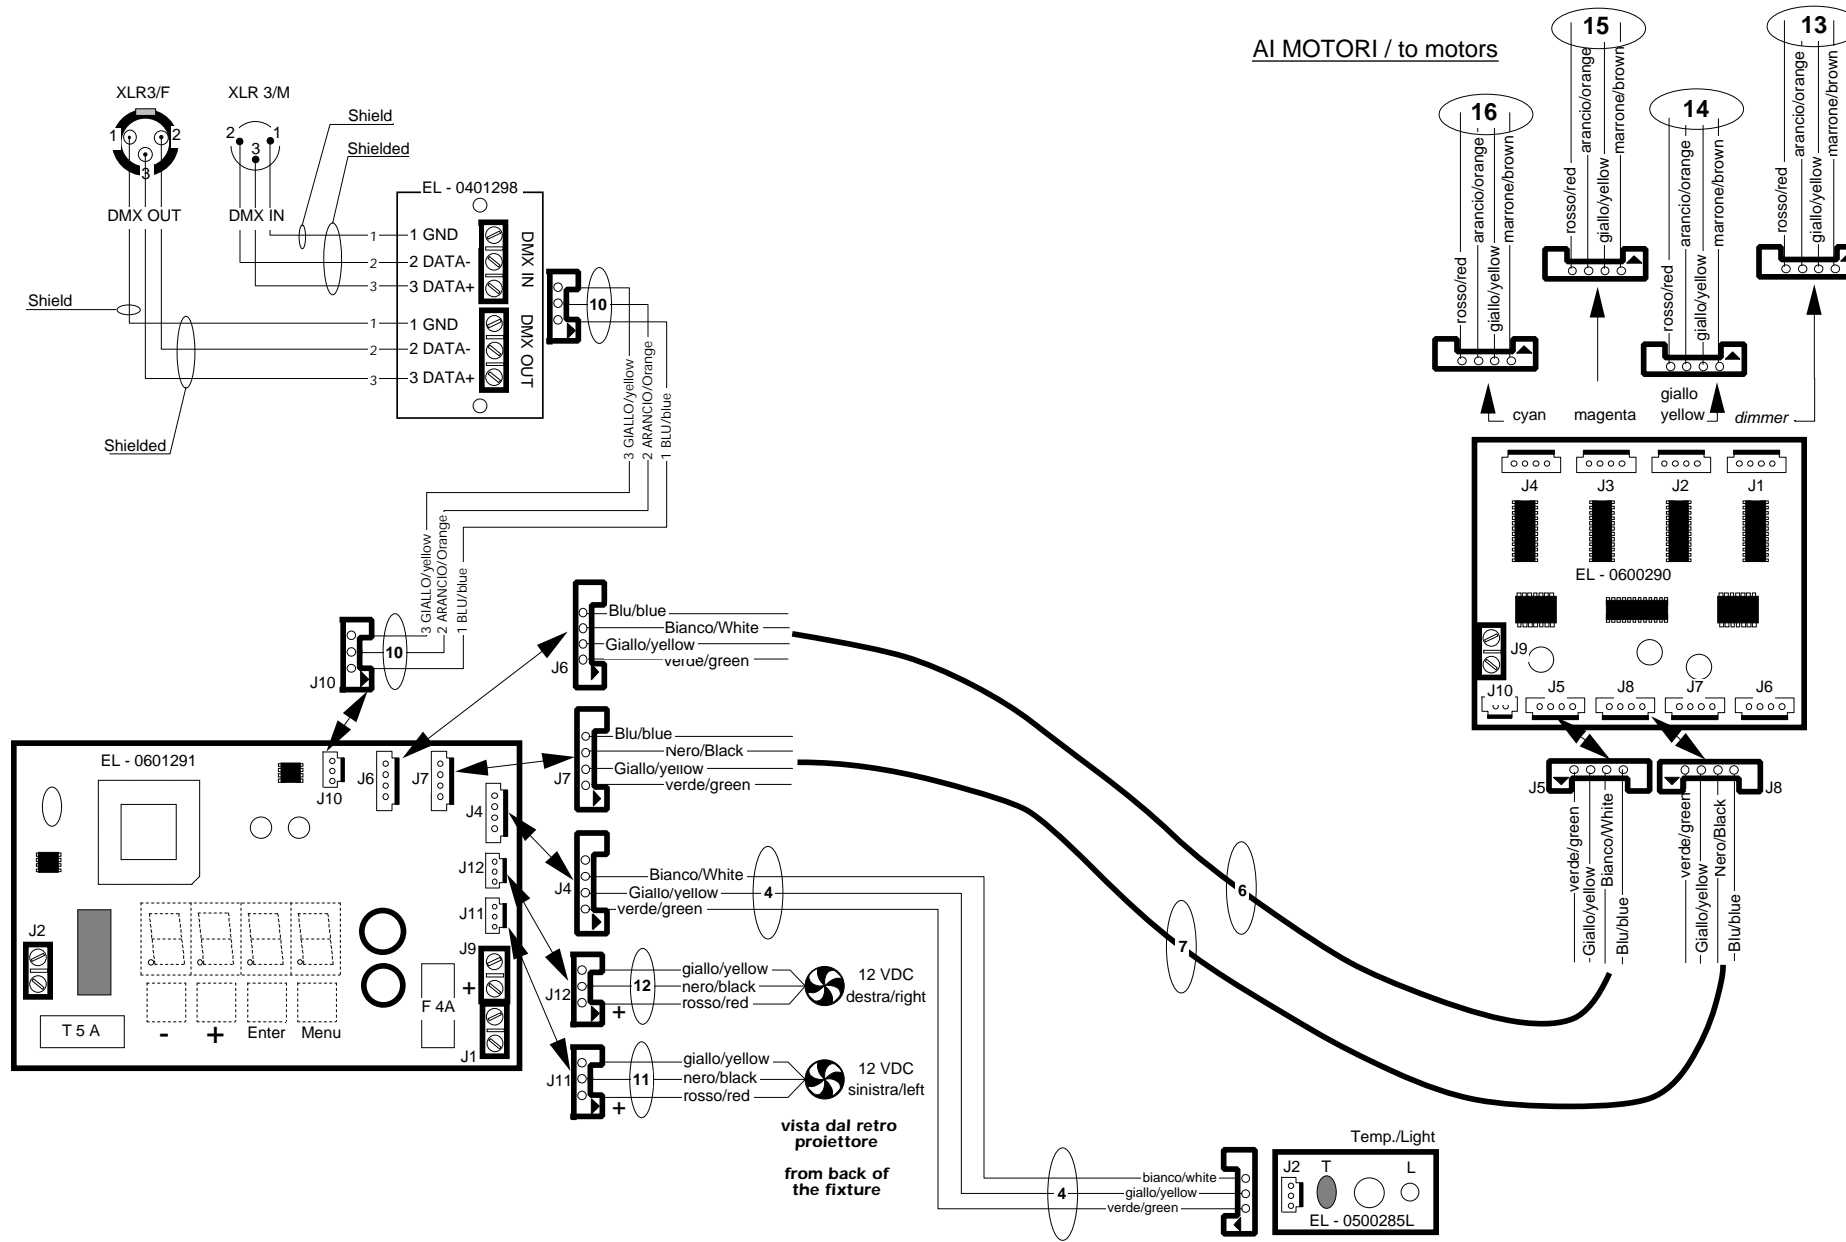 AI MOTORI / to motors
15
13
16
14
rosso/red
arancio/orange
giallo/yellow
marrone/brown
rosso/red
arancio/orange
giallo/yellow
marrone/brown
rosso/red
arancio/orange
giallo/yellow
marrone/brown
rosso/red
arancio/orange
giallo/yellow
marrone/brown
cyan
magenta
giallo
yellow
dimmer
XLR3/F
XLR 3/M
1
2
3
2
1
3
Shield
Shielded
DMX OUT
DMX IN
EL - 0401298
1
1 GND
2
2 DATA-
3
3 DATA+
DMX IN
1
1 GND
2
2 DATA-
3
3 DATA+
DMX OUT
Shield
Shielded
10
3 GIALLO/yellow
2 ARANCIO/Orange
1 BLU/blue
3 GIALLO/yellow
2 ARANCIO/Orange
1 BLU/blue
10
J10
J4
J3
J2
J1
EL - 0600290
J9
J10
J5
J8
J7
J6
J5
J8
verde/green
Giallo/yellow
Bianco/White
Blu/blue
verde/green
Giallo/yellow
Nero/Black
Blu/blue
Blu/blue
Bianco/White
Giallo/yellow
verde/green
J6
Blu/blue
Nero/Black
Giallo/yellow
verde/green
J7
Bianco/White
Giallo/yellow
verde/green
J4
4
6
7
EL - 0601291
J10
J6
J7
J4
J12
J11
J2
J9
+
F 4A
J1
T 5 A
-
+
Enter
Menu
giallo/yellow
nero/black
rosso/red
J12
+
12
12 VDC
destra/right
giallo/yellow
nero/black
rosso/red
J11
+
11
12 VDC
sinistra/left
vista dal retro
proiettore
from back of
the fixture
4
bianco/white
giallo/yellow
verde/green
Temp./Light
J2
T
L
EL - 0500285L